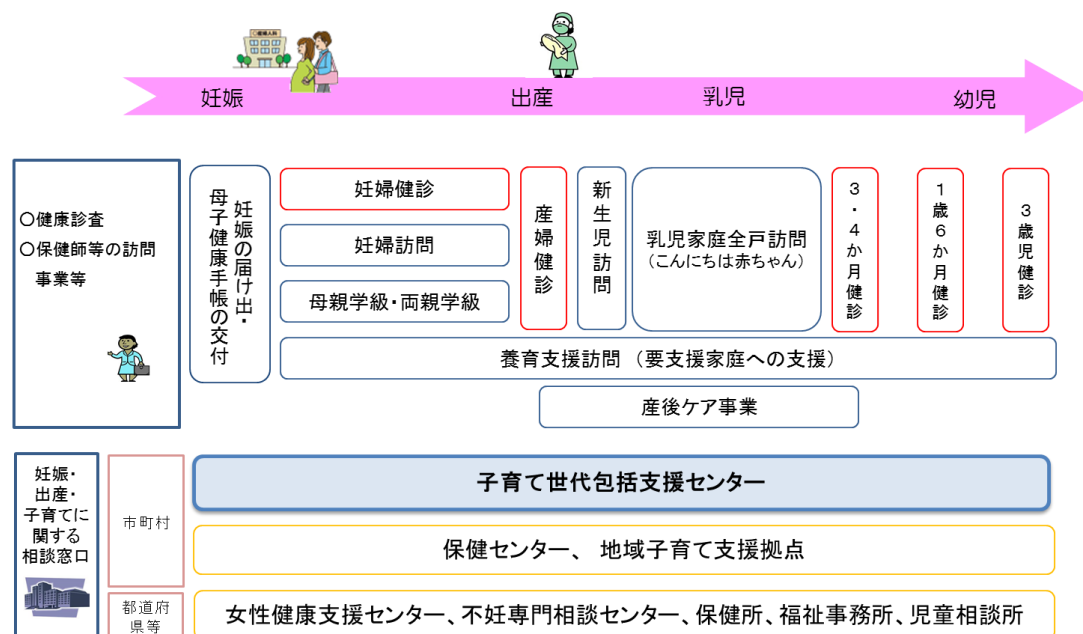 〇婦人科
妊娠
出産
乳児
幼児
〇健康診査
〇保健師等の訪問
事業等
妊娠の届け出・
母子健康手帳の交付
妊婦健診
妊婦訪問
母親学級・両親学級
産婦健診
新生児訪問
乳児家庭全戸訪問
（こんにちは赤ちゃん）
３・４か月健診
１歳６か月健診
３歳児健診
養育支援訪問 （要支援家庭への支援）
産後ケア事業
妊娠・
出産・
子育てに
関する
相談窓口
市町村
子育て世代包括支援センター
保健センター、 地域子育て支援拠点
都道府
県等
女性健康支援センター、不妊専門相談センター、保健所、福祉事務所、児童相談所